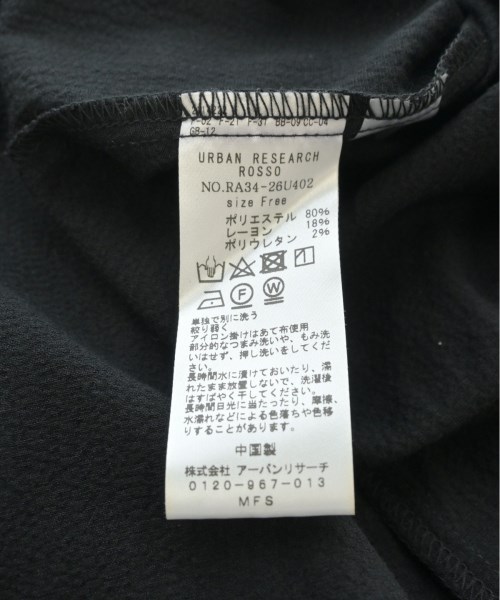 GB-12
URBAN RESEARCH
ROSSO
NO.RA34-26U402
size Free
ポリエステル 80%
レーヨン 18%
ポリウレタン 2%
F W
単独で別に洗う
絞り弱く
アイロン掛けはあて布使用
部分的なつまみ洗いや、もみ洗
いはせず、押し洗いをしてくだ
さい。
長時間水に漬けておいたり、濡
れたまま放置しないで、洗濯後
はすばやく干してください。
長時間日光に当たったり、摩擦、
水濡れなどによる色落ちや色移
りすることがあります。
中国製
株式会社 アーバンリサーチ
0120-967-013
MFS